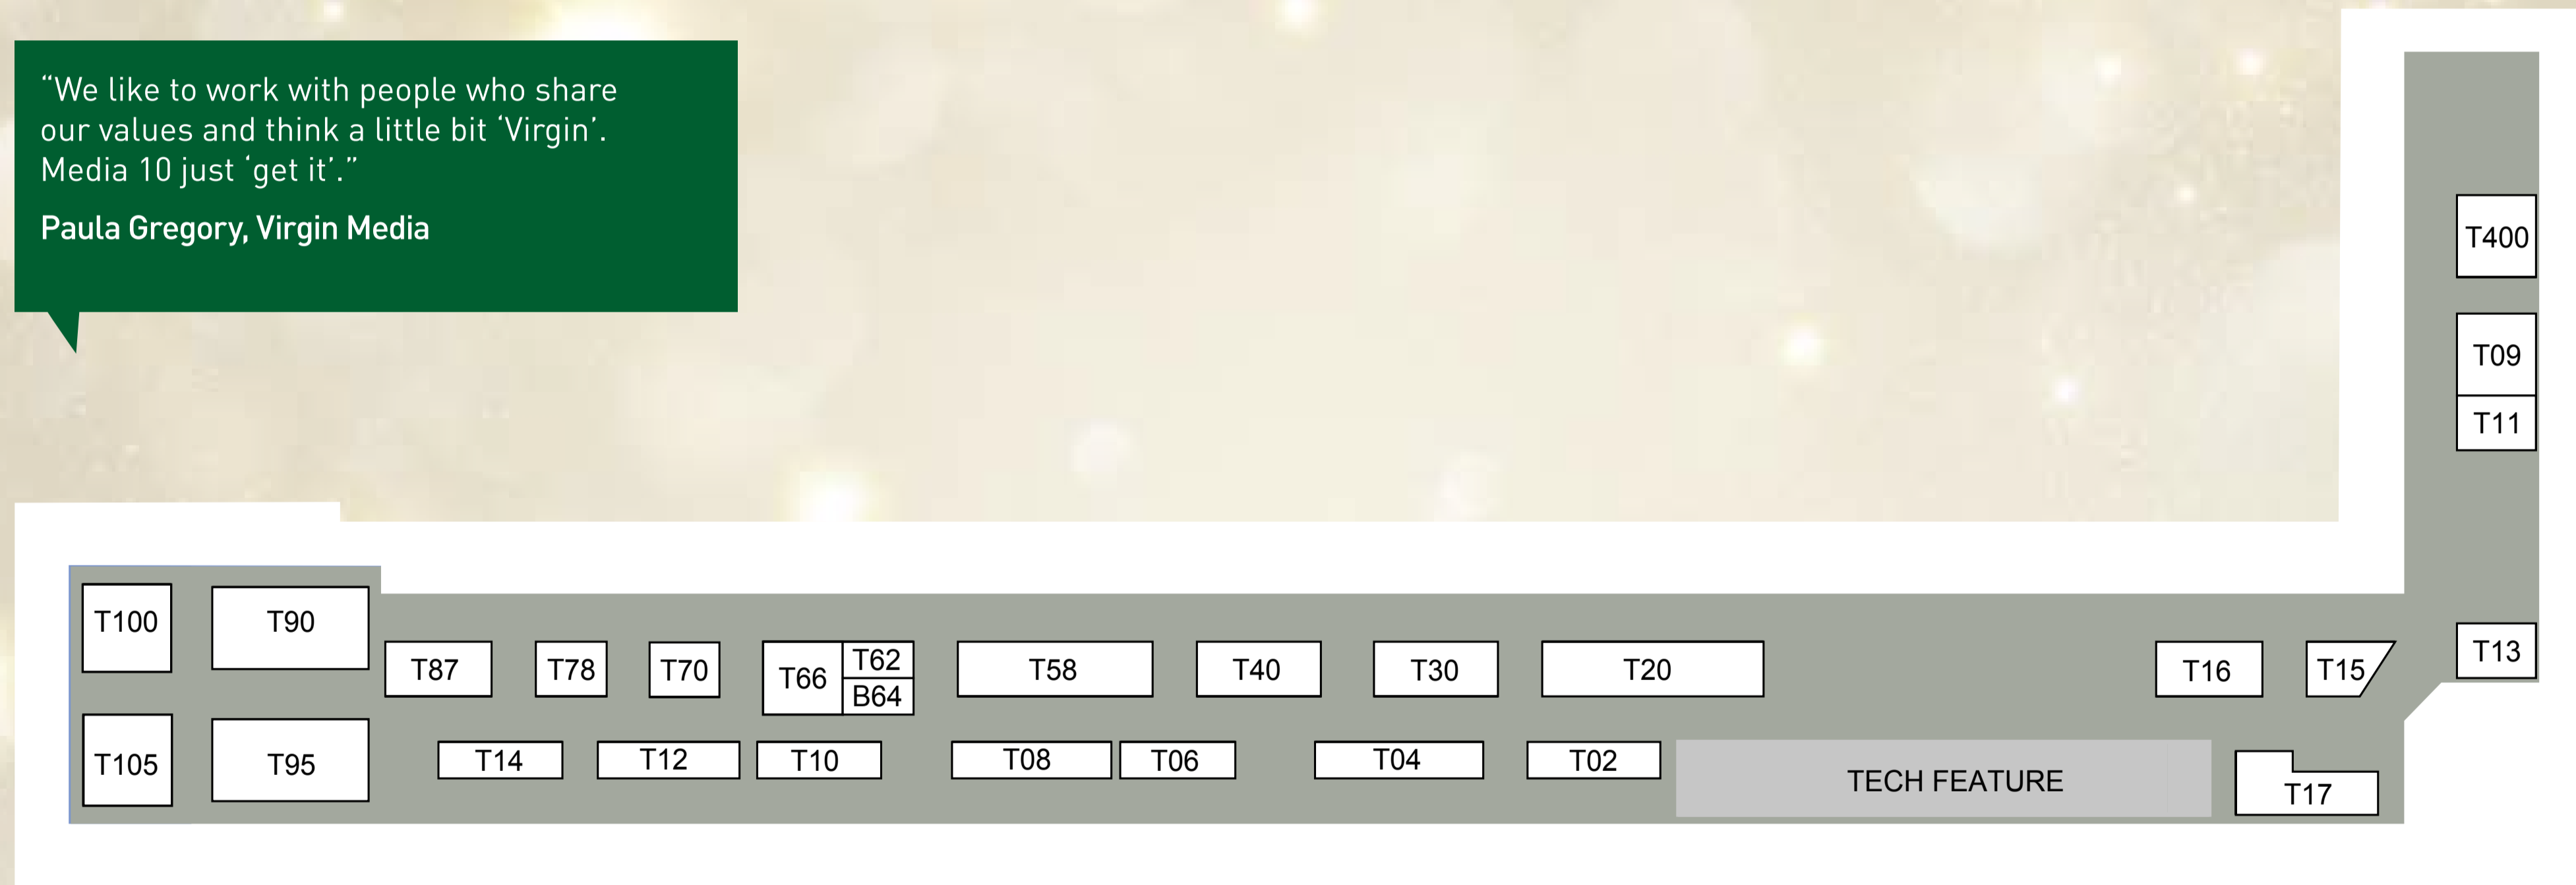 “We like to work with people who share
our values and think a little bit ‘Virgin’.
Media 10 just ‘get it’.”
Paula Gregory, Virgin Media
T400
T09
T11
T13
T100
T90
T87
T78
T70
T66
T62
B64
T58
T40
T30
T20
T16
T15
T105
T95
T14
T12
T10
T08
T06
T04
T02
TECH FEATURE
T17